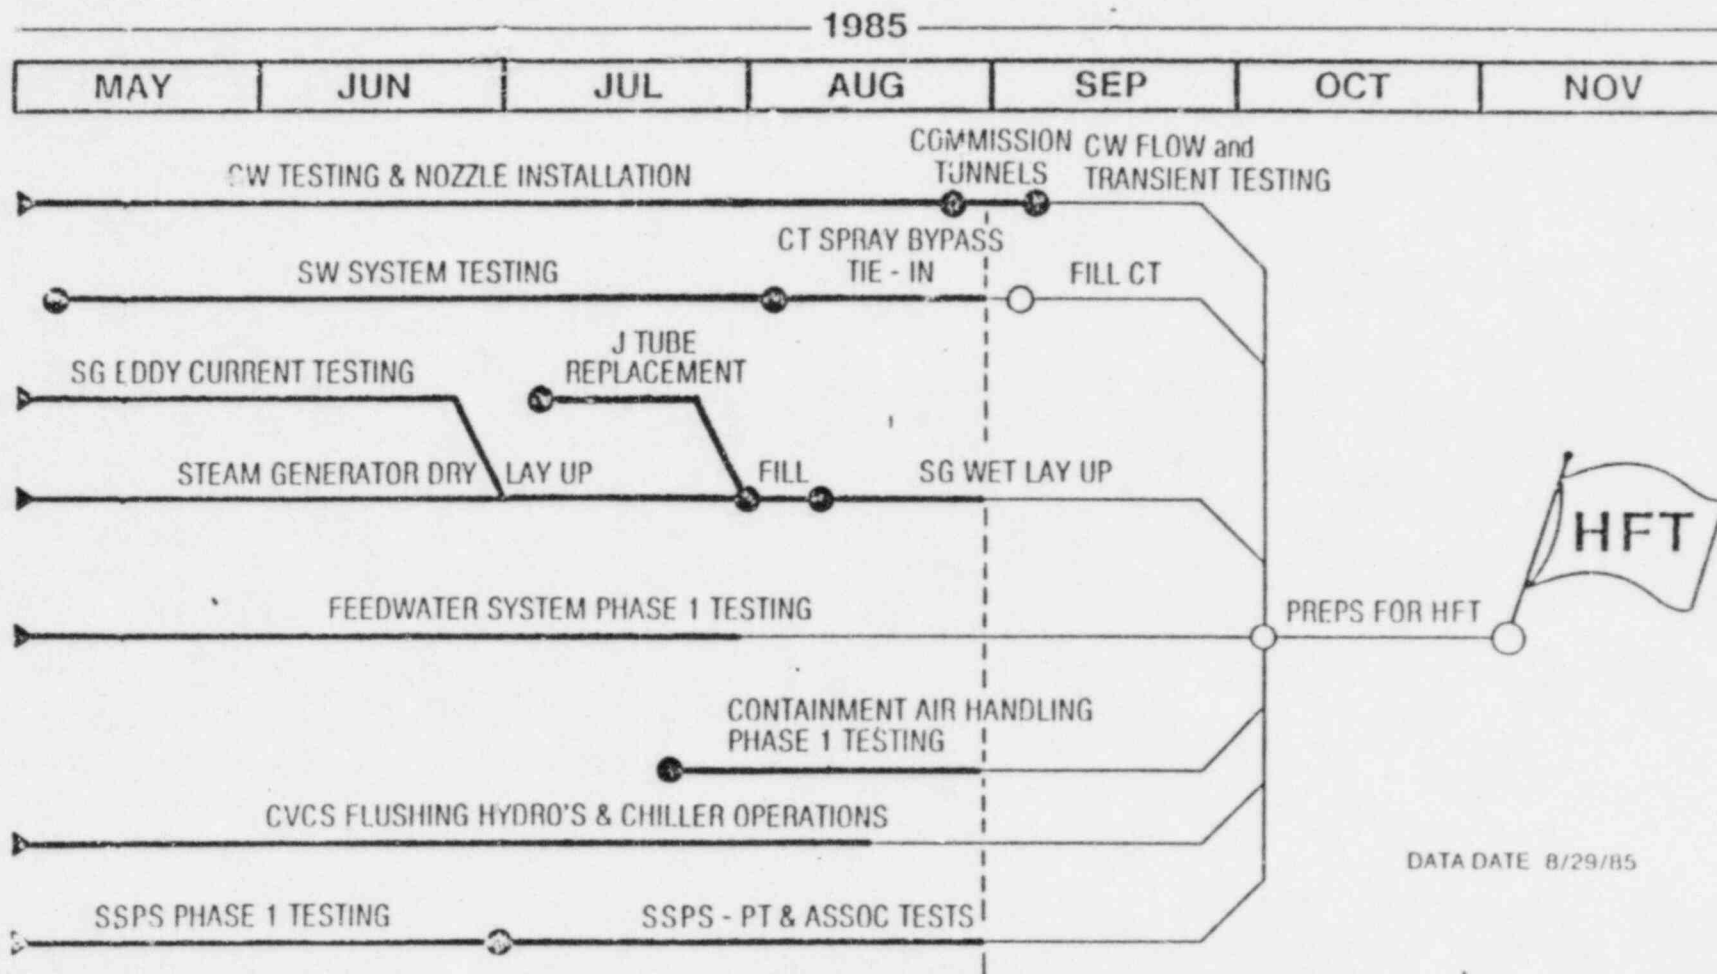 1985
MAY JUN JUL AUG SEP OCT NOV
COMMISSION
TUNNELS
CW FLOW and
TRANSIENT TESTING
CW TESTING & NOZZLE INSTALLATION
CT SPRAY BYPASS
TIE - IN
SW SYSTEM TESTING
FILL CT
J TUBE
REPLACEMENT
SG EDDY CURRENT TESTING
STEAM GENERATOR DRY LAY UP
FILL
SG WET LAY UP
HFT
FEEDWATER SYSTEM PHASE 1 TESTING
PREPS FOR HFT
CONTAINMENT AIR HANDLING
PHASE 1 TESTING
CVCS FLUSHING HYDRO'S & CHILLER OPERATIONS
DATA DATE 8/29/85
SSPS PHASE 1 TESTING
SSPS - PT & ASSOC TESTS